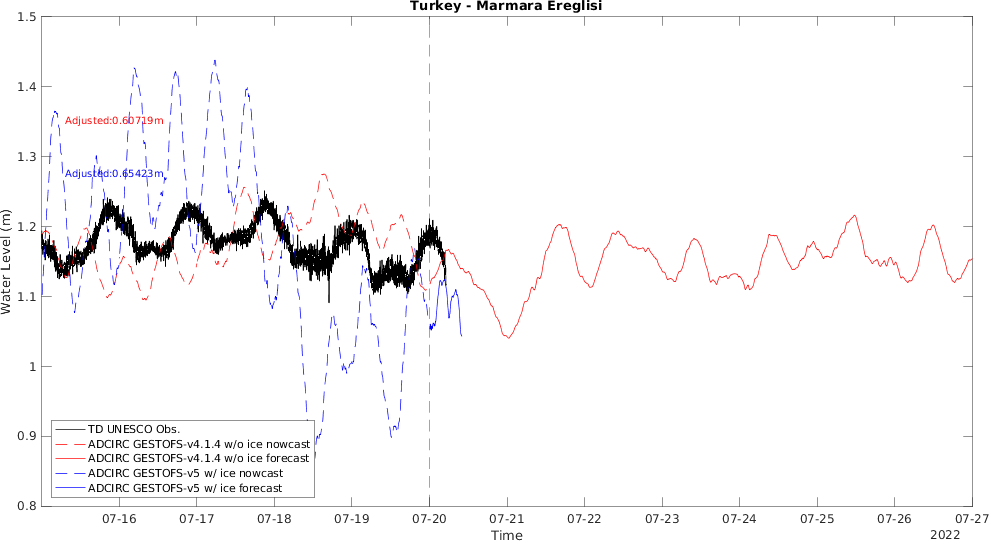 Turkey - Marmara Ereglisi
1.5
1.4
1.3
1.2
1.1
1
0.9
0.8
Water Level (m)
Adjusted:0.60719m
Adjusted:0.65423m
TD UNESCO Obs.
ADCIRC GESTOFS-v4.1.4 w/o ice nowcast
ADCIRC GESTOFS-v4.1.4 w/o ice forecast
ADCIRC GESTOFS-v5 w/ ice nowcast
ADCIRC GESTOFS-v5 w/ ice forecast
07-16 07-17 07-18 07-19 07-20 07-21 07-22 07-23 07-24 07-25 07-26 07-27
Time
2022